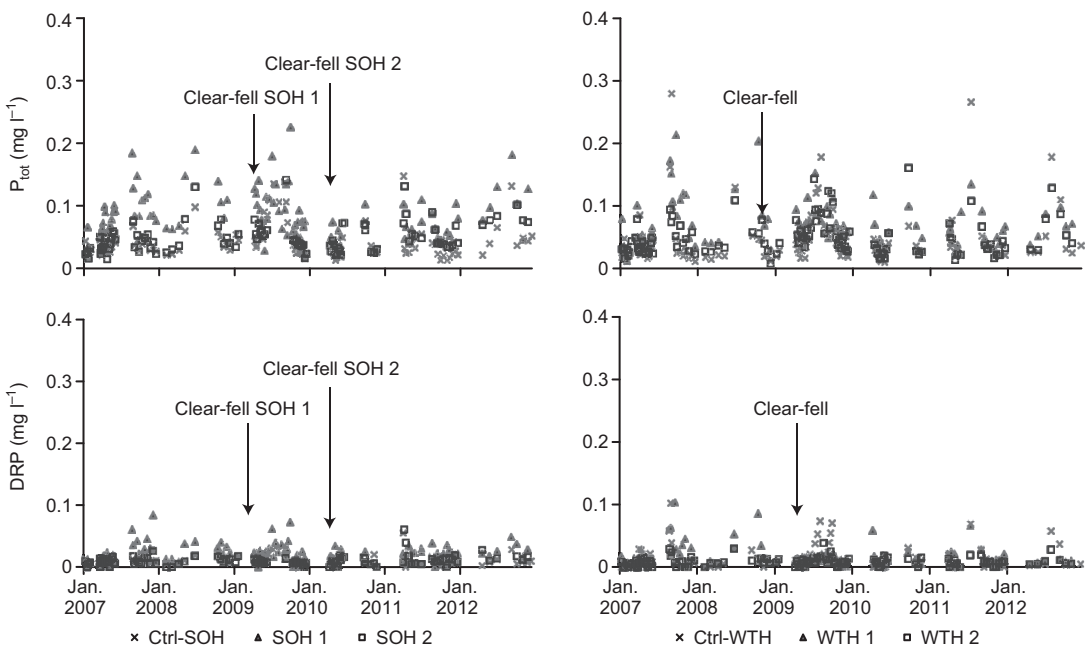 0.4
0.3
0.2
0.1
0
P_tot (mg l⁻¹)
Clear-fell SOH 2
Clear-fell SOH 1
0.4
0.3
0.2
0.1
0
Clear-fell
0.4
0.3
0.2
0.1
0
DRP (mg l⁻¹)
Clear-fell SOH 2
Clear-fell SOH 1
Jan. Jan. Jan. Jan. Jan. Jan.
2007 2008 2009 2010 2011 2012
× Ctrl-SOH ▲ SOH 1 □ SOH 2
0.4
0.3
0.2
0.1
0
Clear-fell
Jan. Jan. Jan. Jan. Jan. Jan.
2007 2008 2009 2010 2011 2012
× Ctrl-WTH ▲ WTH 1 □ WTH 2